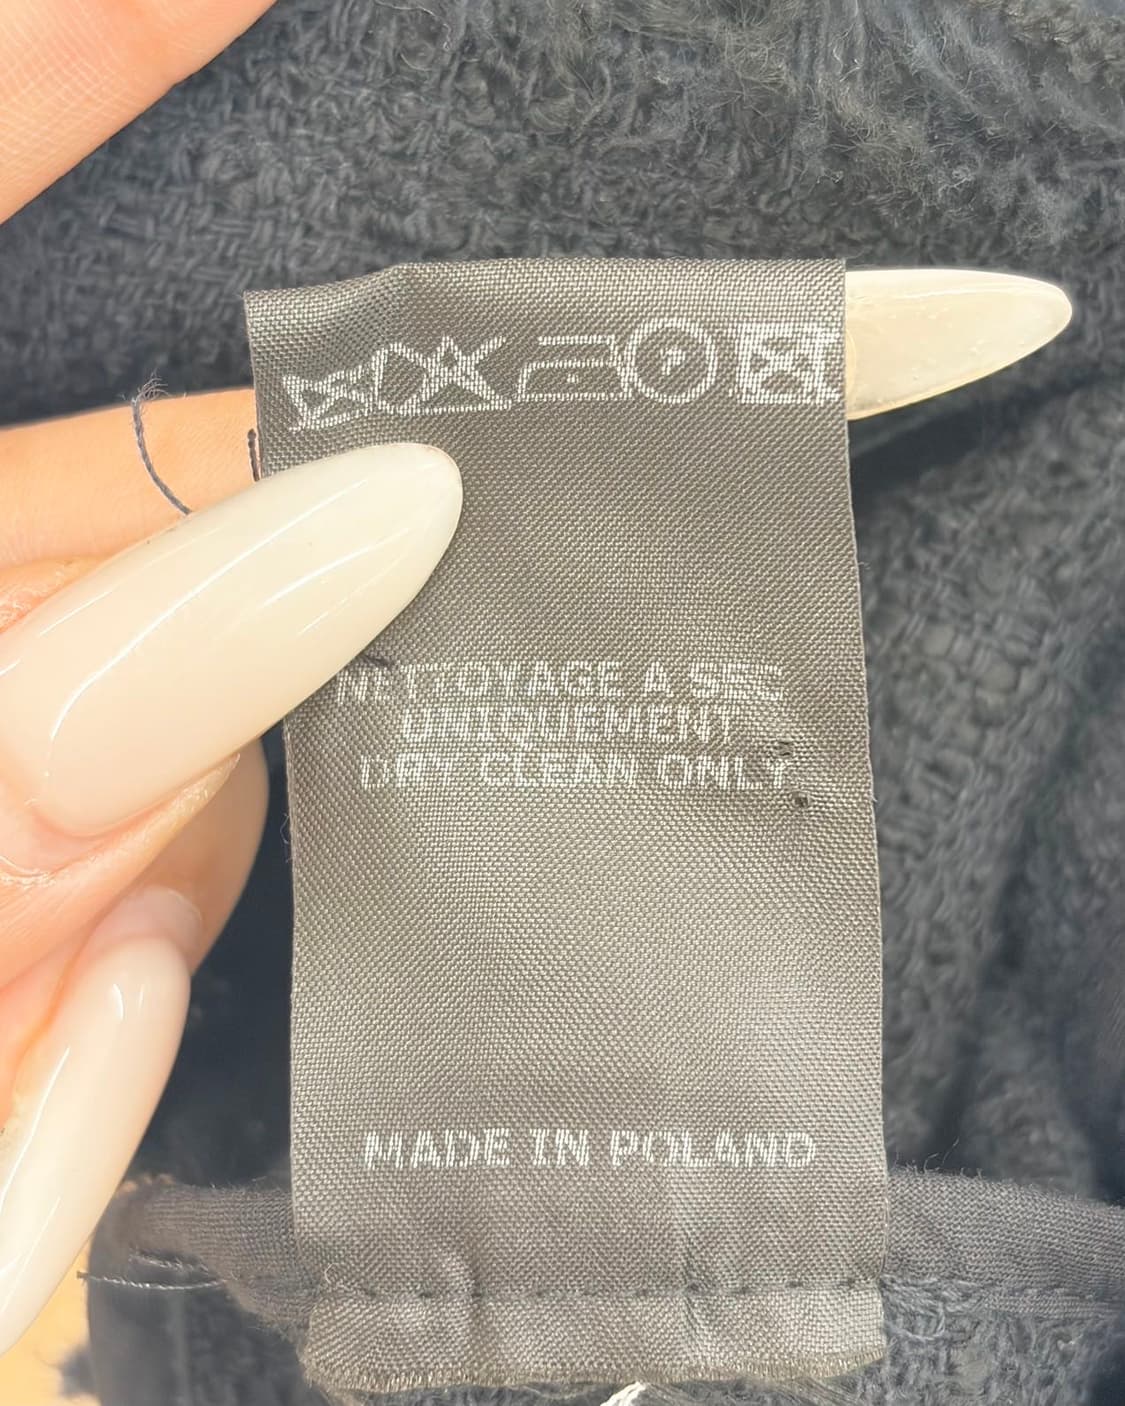 NETTOYAGE A SEC
UNIQUEMENT
DRY CLEAN ONLY
MADE IN POLAND